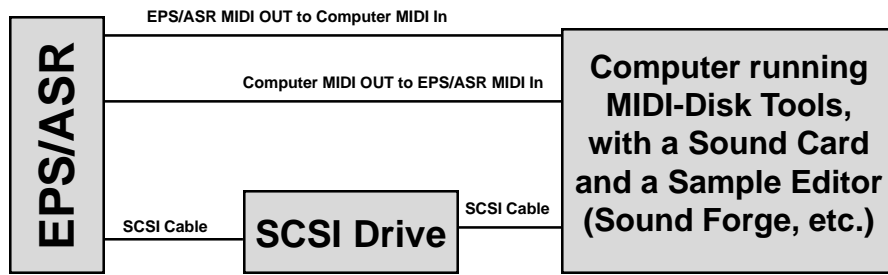 EPS/ASR MIDI OUT to Computer MIDI In
EPS/ASR
Computer MIDI OUT to EPS/ASR MIDI In
Computer running
MIDI-Disk Tools,
with a Sound Card
and a Sample Editor
(Sound Forge, etc.)
SCSI Cable
SCSI Drive
SCSI Cable